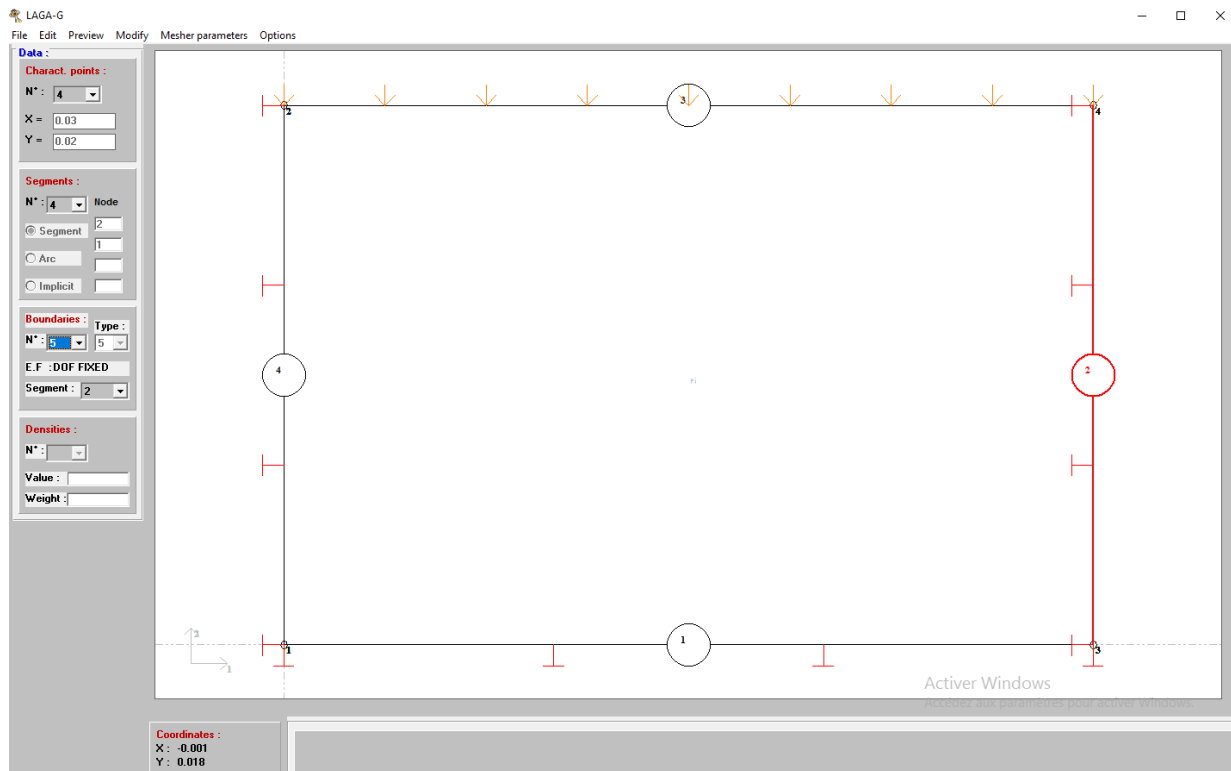 LAGA-G
File Edit Preview Modify Mesher parameters Options
Data :
Charact. points :
N° : 4
X = 0.03
Y = 0.02
Segments :
N° : 4 Node
Segment 2
1
Arc
Implicit
Boundaries : Type :
N° : 5 5
E.F :DOF FIXED
Segment : 2
Densities :
N° :
Value :
Weight :
3
2
4
4
2
1
1
3
2
1
Activer Windows
Accédez aux paramètres pour activer Windows.
Coordinates :
X : -0.001
Y : 0.018